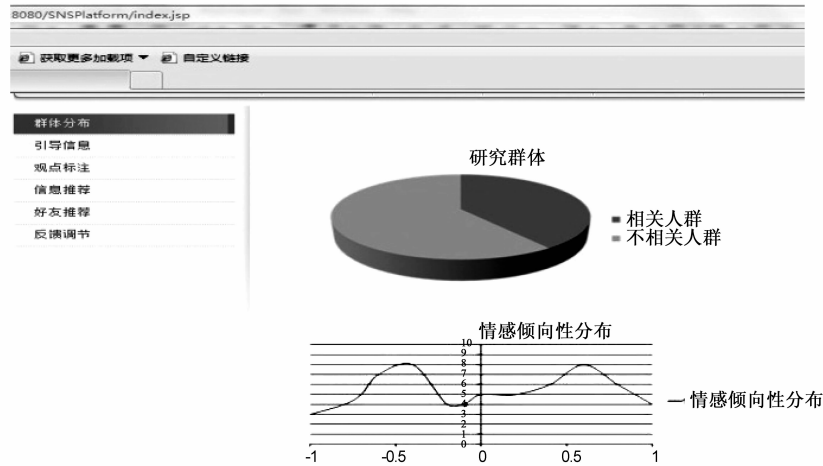 8080/SNSPlatform/index.jsp
获取更多加载项 自定义链接
群体分布
引导信息
观点标注
信息推荐
好友推荐
反馈调节
研究群体
相关人群
不相关人群
情感倾向性分布
10
9
8
7
6
5
4
3
2
1
0
情感倾向性分布
-1 -0.5 0 0.5 1